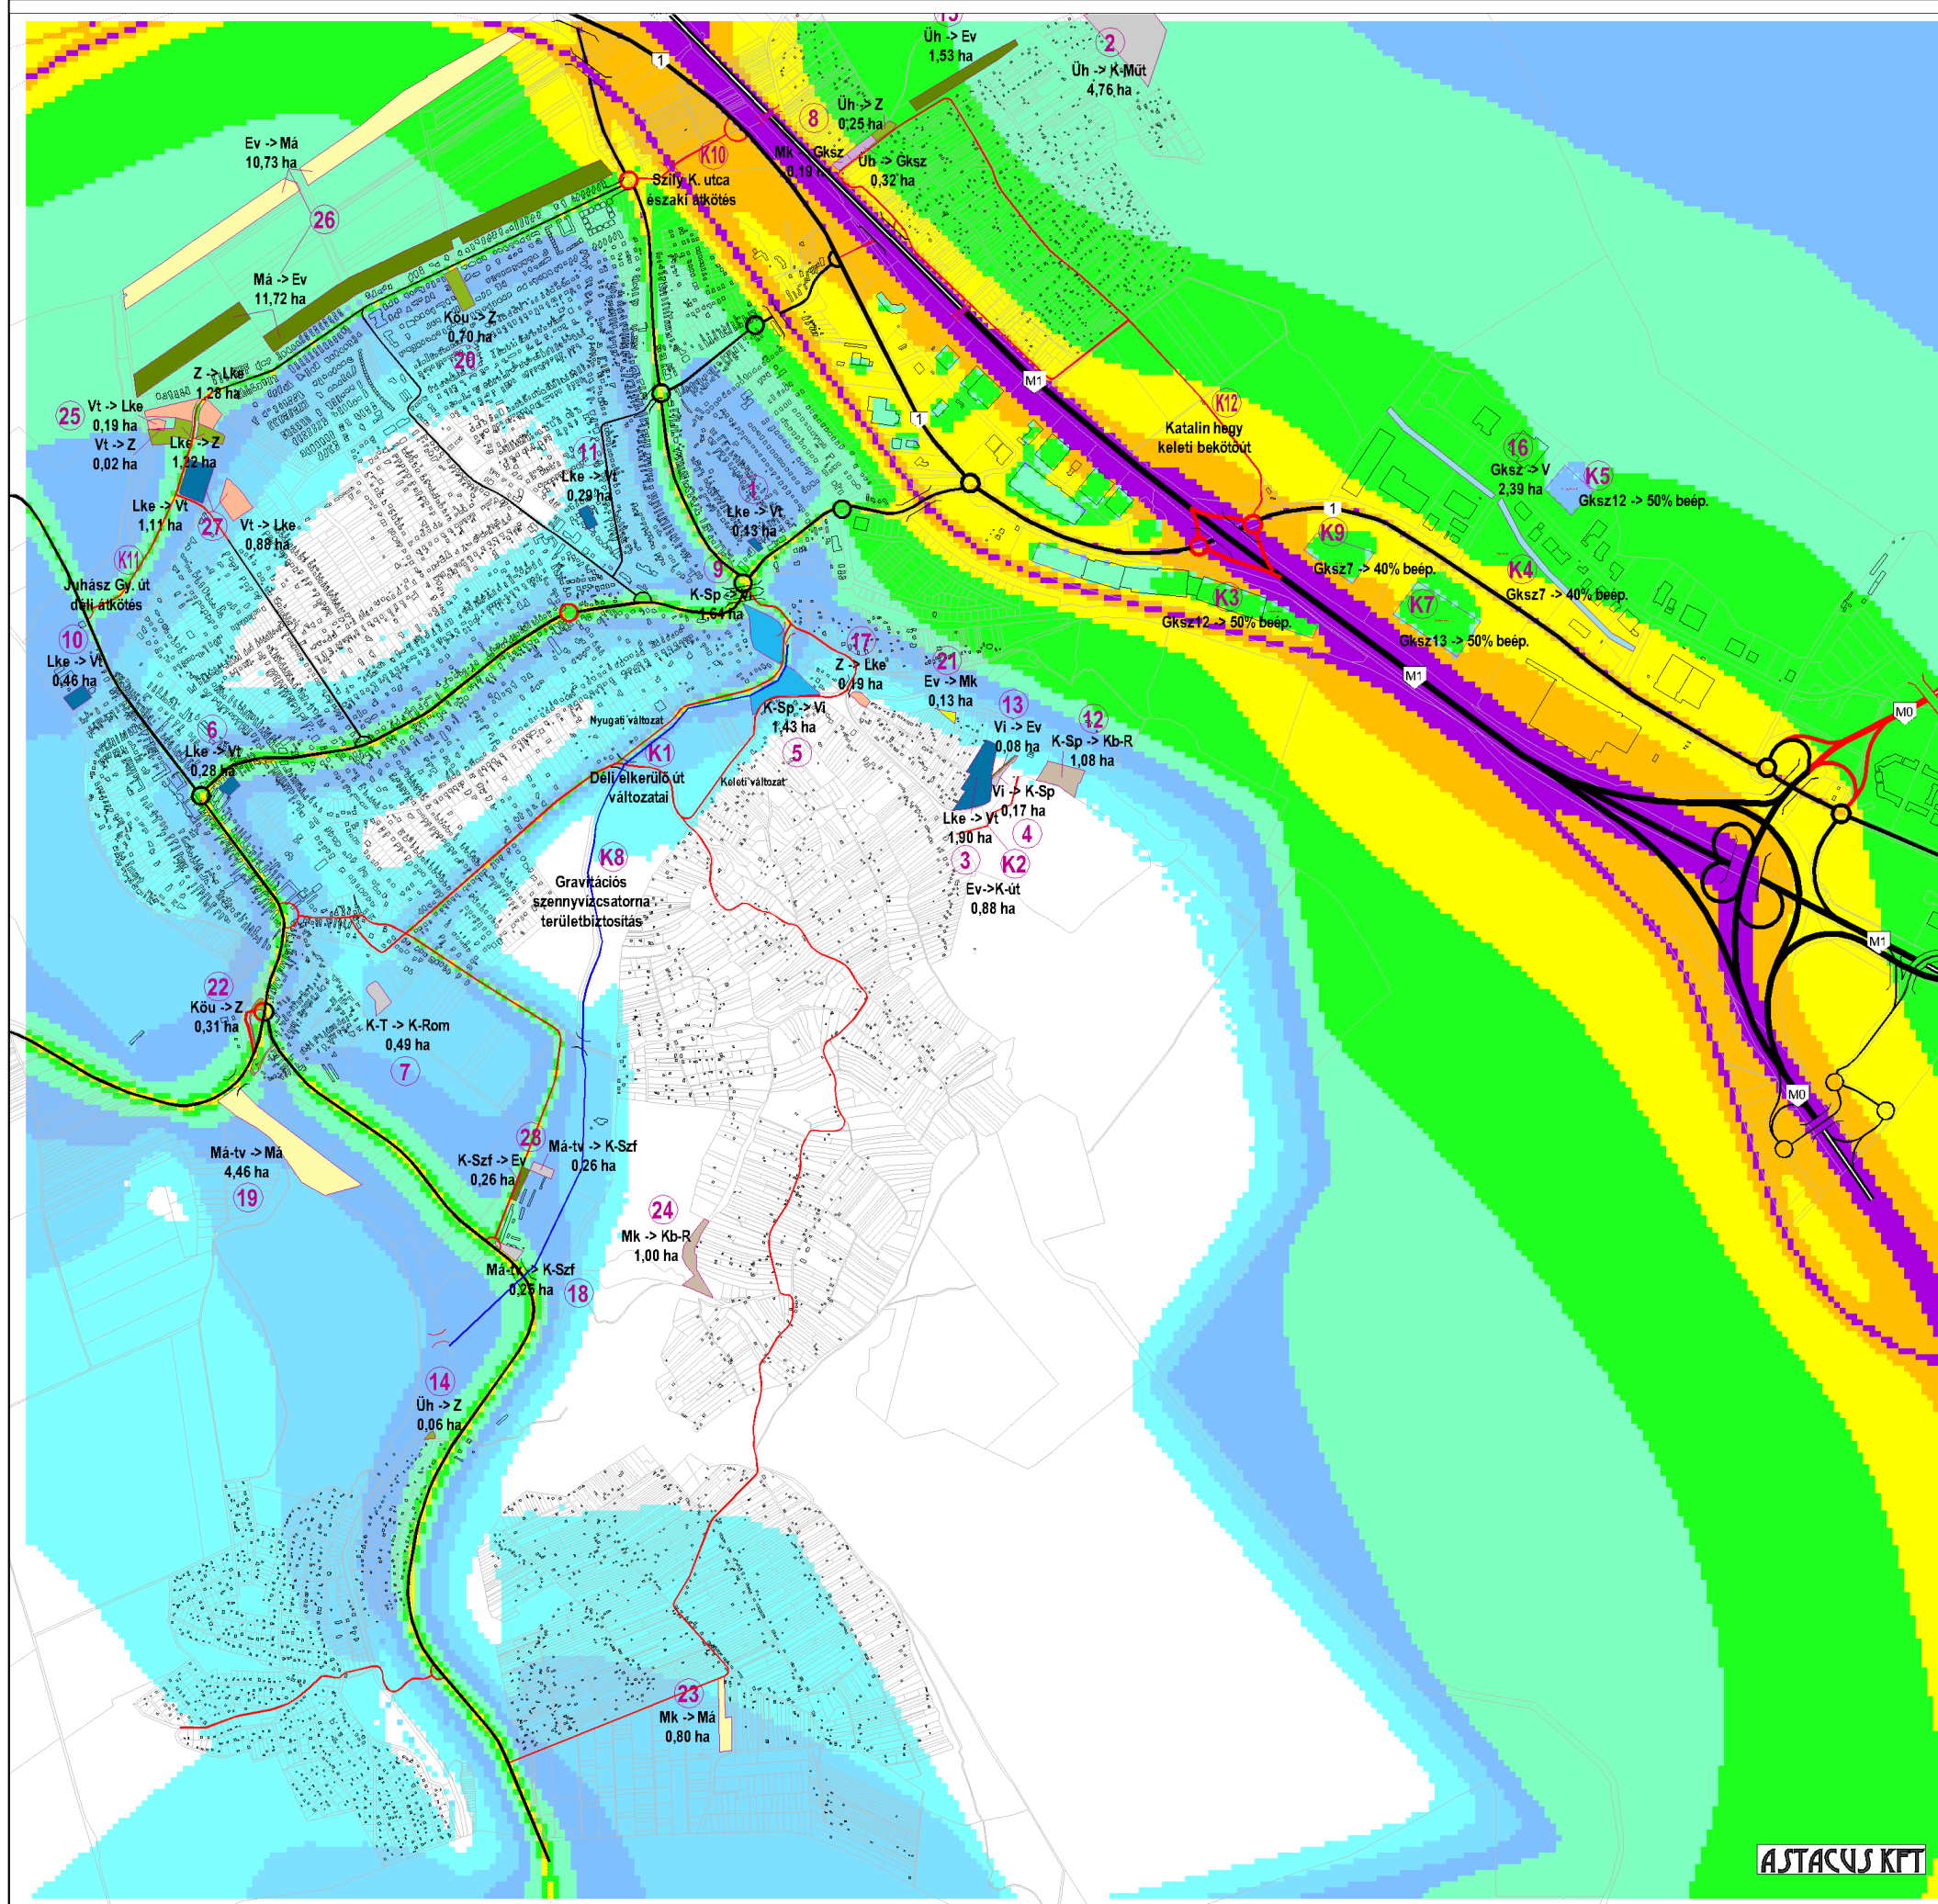 15
Üh -> Ev
1,53 ha
2
Üh -> K-Műt
4,76 ha
1
8
Üh -> Z
0,25 ha
Ev -> Má
10,73 ha
K10
Mk -> Gksz
0,19 h
Üh -> Gksz
0,32 ha
Szily K. utca
északi átkötés
26
Má -> Ev
11,72 ha
Köu -> Z
0,70 ha
20
Z -> Lke
1,28 ha
M1
25
Vt -> Lke
0,19 ha
Vt -> Z
0,02 ha
Lke -> Z
1,22 ha
1
K12
Katalin hegy
keleti bekötőút
11
Lke -> Vt
0,29 ha
16
Gksz -> V
2,39 ha
K5
Gksz12 -> 50% beép.
1
Lke -> Vt
0,13 ha
Lke -> Vt
1,11 ha
27
Vt -> Lke
0,88 ha
1
K9
Gksz7 -> 40% beép.
K11
Juhász Gy. út
déli átkötés
9
K-Sp -> Vi
1,64 ha
K4
Gksz7 -> 40% beép.
K3
Gksz12 -> 50% beép.
K7
Gksz13 -> 50% beép.
10
Lke -> Vt
0,46 ha
17
Z -> Lke
0,19 ha
21
Ev -> Mk
0,13 ha
M1
6
Lke -> Vt
0,28 ha
Nyugati változat
K-Sp -> Vi
1,43 ha
5
13
Vi -> Ev
0,08 ha
12
K-Sp -> Kb-R
1,08 ha
M0
K1
Déli elkerülő út
változatai
Keleti változat
Vi -> K-Sp
0,17 ha
4
Lke -> Vt
1,90 ha
3
K2
Ev->K-út
0,88 ha
K8
Gravitációs
szennyvízcsatorna
területbiztosítás
M1
22
Köu -> Z
0,31 ha
K-T -> K-Rom
0,49 ha
7
M0
28
Má-tv -> K-Szf
0,26 ha
K-Szf -> Ev
0,26 ha
Má-tv -> Má
4,46 ha
19
24
Mk -> Kb-R
1,00 ha
Má-tv -> K-Szf
0,25 ha
18
14
Üh -> Z
0,06 ha
23
Mk -> Má
0,80 ha
ASTACUS KFT